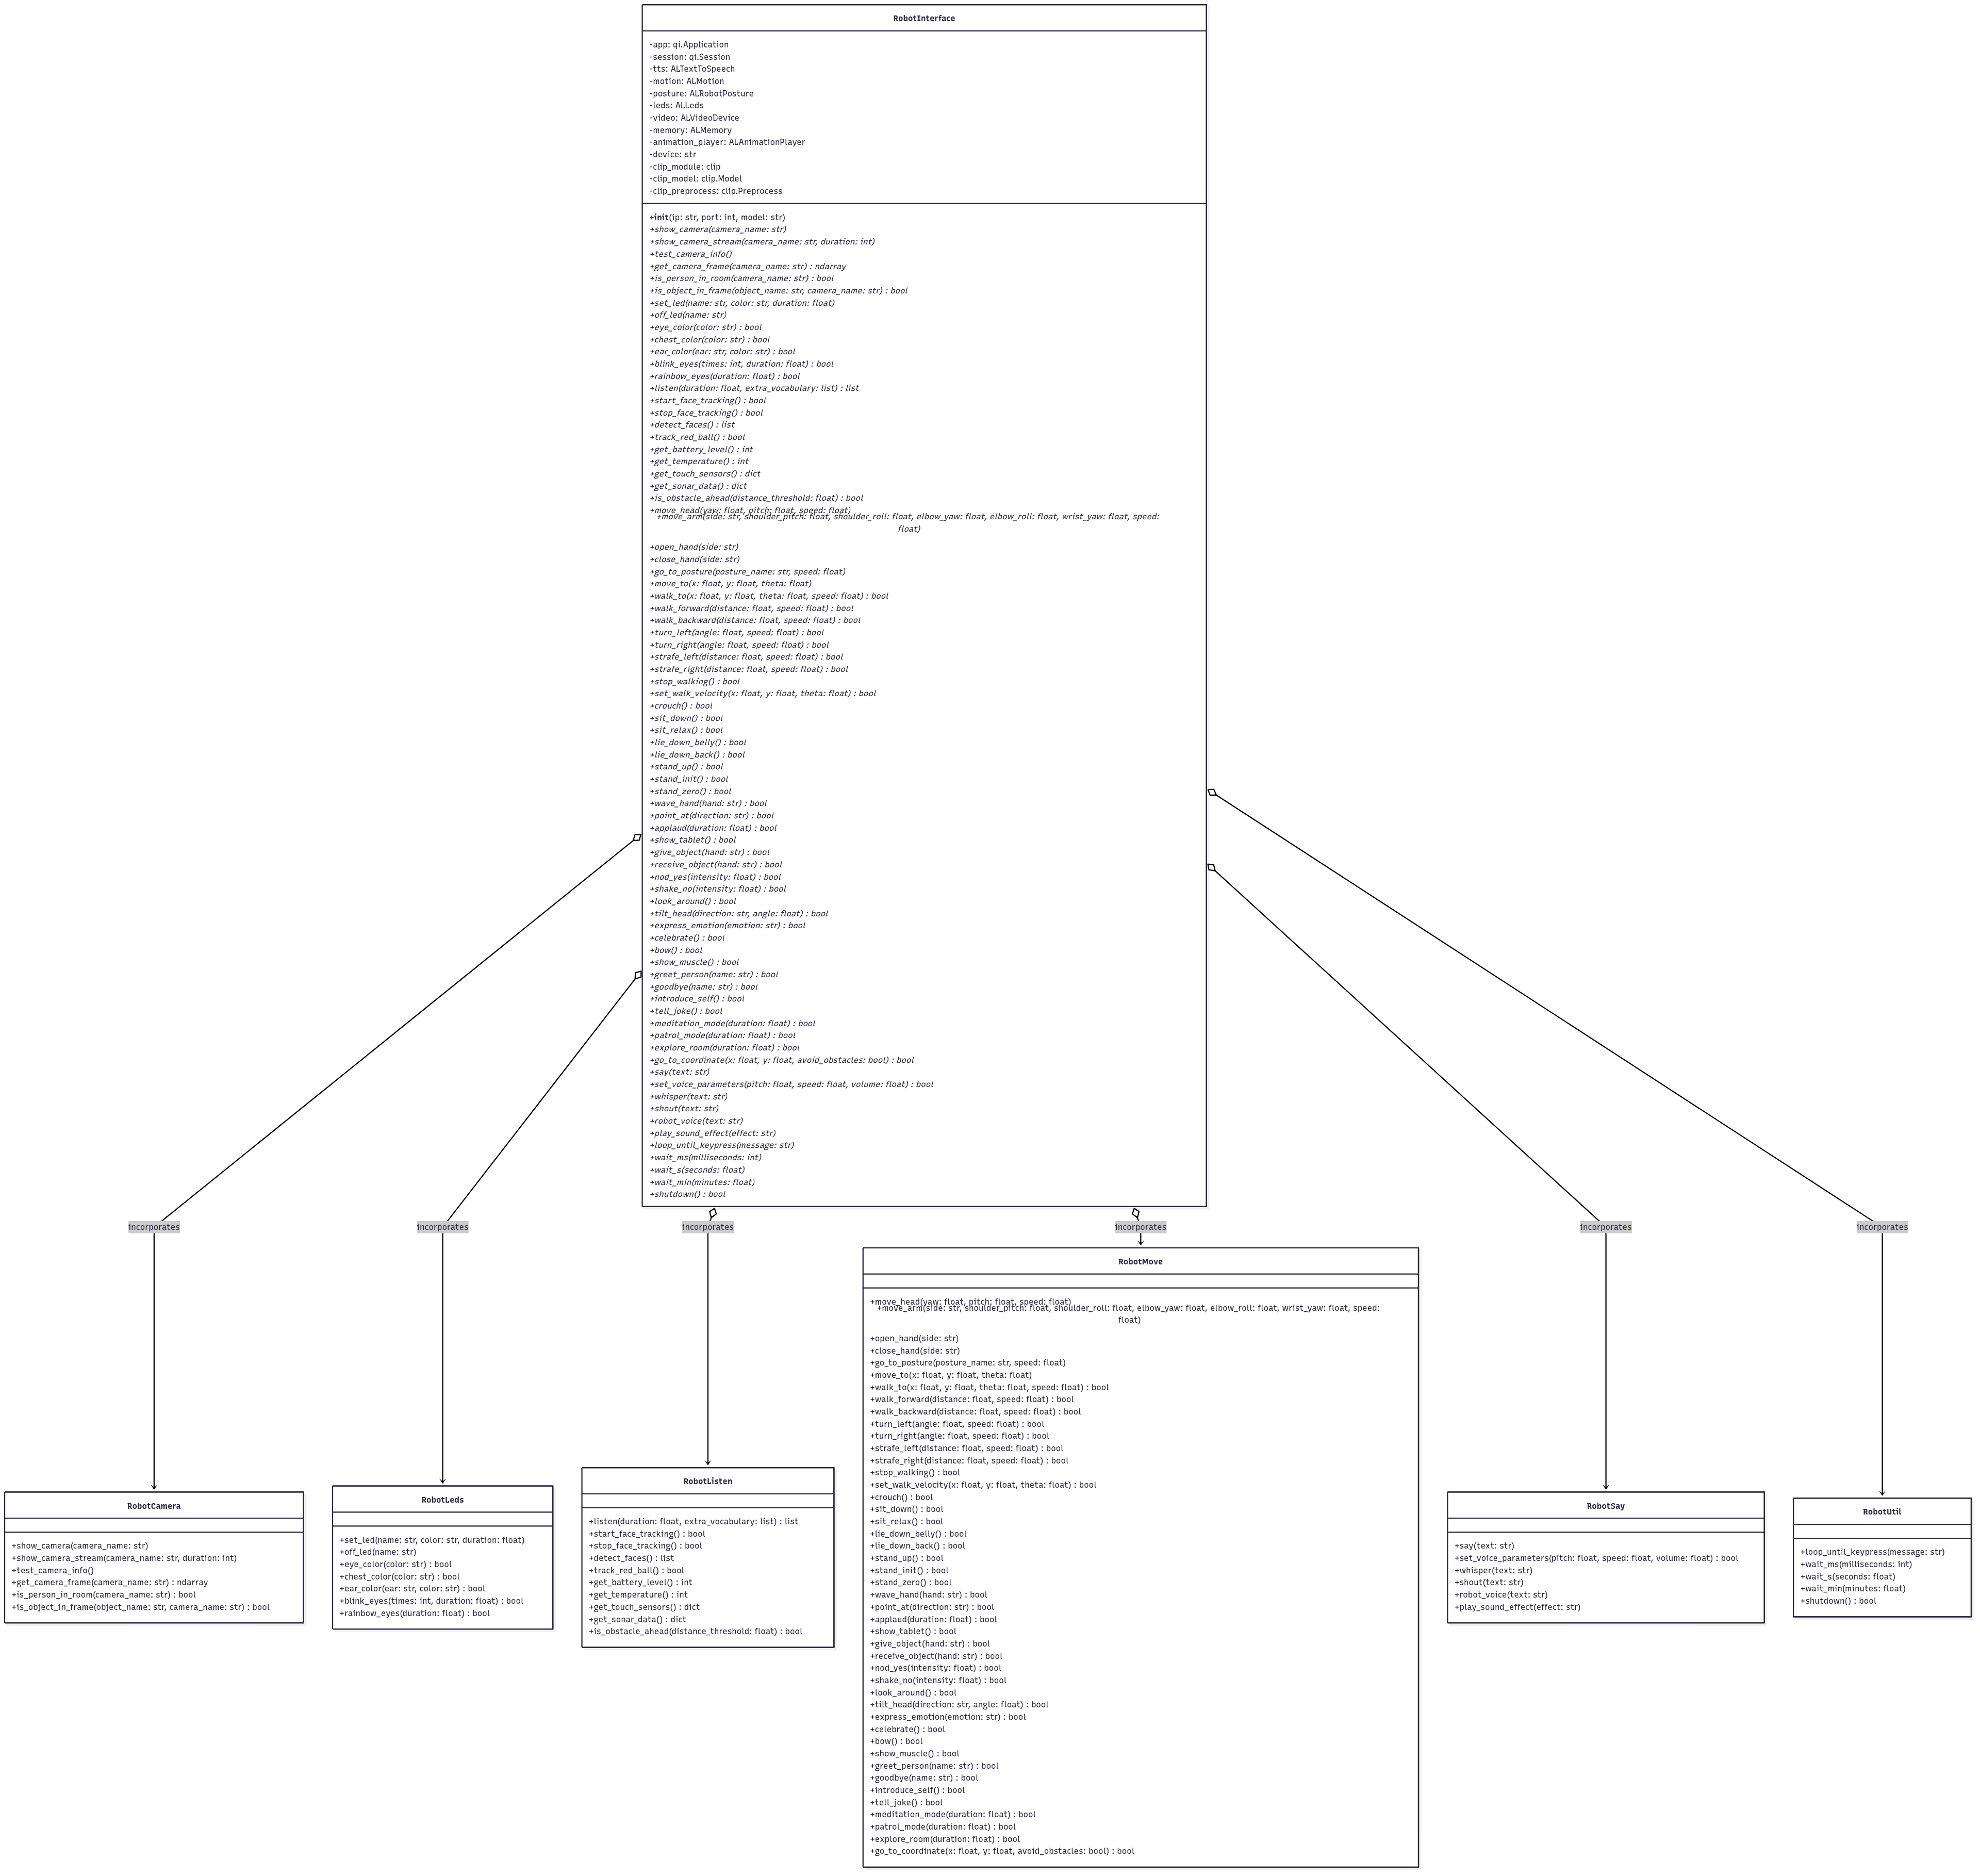 RobotInterface
-app: qi.Application
-session: qi.Session
-tts: ALTextToSpeech
-motion: ALMotion
-posture: ALRobotPosture
-leds: ALLeds
-video: ALVideoDevice
-memory: ALMemory
-animation_player: ALAnimationPlayer
-device: str
-clip_module: clip
-clip_model: clip.Model
-clip_preprocess: clip.Preprocess
+init(ip: str, port: int, model: str)
+show_camera(camera_name: str)
+show_camera_stream(camera_name: str, duration: int)
+test_camera_info()
+get_camera_frame(camera_name: str) : ndarray
+is_person_in_room(camera_name: str) : bool
+is_object_in_frame(object_name: str, camera_name: str) : bool
+set_led(name: str, color: str, duration: float)
+off_led(name: str)
+eye_color(color: str) : bool
+chest_color(color: str) : bool
+ear_color(ear: str, color: str) : bool
+blink_eyes(times: int, duration: float) : bool
+rainbow_eyes(duration: float) : bool
+listen(duration: float, extra_vocabulary: list) : list
+start_face_tracking() : bool
+stop_face_tracking() : bool
+detect_faces() : list
+track_red_ball() : bool
+get_battery_level() : int
+get_temperature() : int
+get_touch_sensors() : dict
+get_sonar_data() : dict
+is_obstacle_ahead(distance_threshold: float) : bool
+move_head(yaw: float, pitch: float, speed: float)
+move_arm(side: str, shoulder_pitch: float, shoulder_roll: float, elbow_yaw: float, elbow_roll: float, wrist_yaw: float, speed:
float)
+open_hand(side: str)
+close_hand(side: str)
+go_to_posture(posture_name: str, speed: float)
+move_to(x: float, y: float, theta: float)
+walk_to(x: float, y: float, theta: float, speed: float) : bool
+walk_forward(distance: float, speed: float) : bool
+walk_backward(distance: float, speed: float) : bool
+turn_left(angle: float, speed: float) : bool
+turn_right(angle: float, speed: float) : bool
+strafe_left(distance: float, speed: float) : bool
+strafe_right(distance: float, speed: float) : bool
+stop_walking() : bool
+set_walk_velocity(x: float, y: float, theta: float) : bool
+crouch() : bool
+sit_down() : bool
+sit_relax() : bool
+lie_down_belly() : bool
+lie_down_back() : bool
+stand_up() : bool
+stand_init() : bool
+stand_zero() : bool
+wave_hand(hand: str) : bool
+point_at(direction: str) : bool
+applaud(duration: float) : bool
+show_tablet() : bool
+give_object(hand: str) : bool
+receive_object(hand: str) : bool
+nod_yes(intensity: float) : bool
+shake_no(intensity: float) : bool
+look_around() : bool
+tilt_head(direction: str, angle: float) : bool
+express_emotion(emotion: str) : bool
+celebrate() : bool
+bow() : bool
+show_muscle() : bool
+greet_person(name: str) : bool
+goodbye(name: str) : bool
+introduce_self() : bool
+tell_joke() : bool
+meditation_mode(duration: float) : bool
+patrol_mode(duration: float) : bool
+explore_room(duration: float) : bool
+go_to_coordinate(x: float, y: float, avoid_obstacles: bool) : bool
+say(text: str)
+set_voice_parameters(pitch: float, speed: float, volume: float) : bool
+whisper(text: str)
+shout(text: str)
+robot_voice(text: str)
+play_sound_effect(effect: str)
+loop_until_keypress(message: str)
+wait_ms(milliseconds: int)
+wait_s(seconds: float)
+wait_min(minutes: float)
+shutdown() : bool
incorporates
incorporates
incorporates
incorporates
incorporates
incorporates
RobotCamera
+show_camera(camera_name: str)
+show_camera_stream(camera_name: str, duration: int)
+test_camera_info()
+get_camera_frame(camera_name: str) : ndarray
+is_person_in_room(camera_name: str) : bool
+is_object_in_frame(object_name: str, camera_name: str) : bool
RobotLeds
+set_led(name: str, color: str, duration: float)
+off_led(name: str)
+eye_color(color: str) : bool
+chest_color(color: str) : bool
+ear_color(ear: str, color: str) : bool
+blink_eyes(times: int, duration: float) : bool
+rainbow_eyes(duration: float) : bool
RobotListen
+listen(duration: float, extra_vocabulary: list) : list
+start_face_tracking() : bool
+stop_face_tracking() : bool
+detect_faces() : list
+track_red_ball() : bool
+get_battery_level() : int
+get_temperature() : int
+get_touch_sensors() : dict
+get_sonar_data() : dict
+is_obstacle_ahead(distance_threshold: float) : bool
RobotMove
+move_head(yaw: float, pitch: float, speed: float)
+move_arm(side: str, shoulder_pitch: float, shoulder_roll: float, elbow_yaw: float, elbow_roll: float, wrist_yaw: float, speed:
float)
+open_hand(side: str)
+close_hand(side: str)
+go_to_posture(posture_name: str, speed: float)
+move_to(x: float, y: float, theta: float)
+walk_to(x: float, y: float, theta: float, speed: float) : bool
+walk_forward(distance: float, speed: float) : bool
+walk_backward(distance: float, speed: float) : bool
+turn_left(angle: float, speed: float) : bool
+turn_right(angle: float, speed: float) : bool
+strafe_left(distance: float, speed: float) : bool
+strafe_right(distance: float, speed: float) : bool
+stop_walking() : bool
+set_walk_velocity(x: float, y: float, theta: float) : bool
+crouch() : bool
+sit_down() : bool
+sit_relax() : bool
+lie_down_belly() : bool
+lie_down_back() : bool
+stand_up() : bool
+stand_init() : bool
+stand_zero() : bool
+wave_hand(hand: str) : bool
+point_at(direction: str) : bool
+applaud(duration: float) : bool
+show_tablet() : bool
+give_object(hand: str) : bool
+receive_object(hand: str) : bool
+nod_yes(intensity: float) : bool
+shake_no(intensity: float) : bool
+look_around() : bool
+tilt_head(direction: str, angle: float) : bool
+express_emotion(emotion: str) : bool
+celebrate() : bool
+bow() : bool
+show_muscle() : bool
+greet_person(name: str) : bool
+goodbye(name: str) : bool
+introduce_self() : bool
+tell_joke() : bool
+meditation_mode(duration: float) : bool
+patrol_mode(duration: float) : bool
+explore_room(duration: float) : bool
+go_to_coordinate(x: float, y: float, avoid_obstacles: bool) : bool
RobotSay
+say(text: str)
+set_voice_parameters(pitch: float, speed: float, volume: float) : bool
+whisper(text: str)
+shout(text: str)
+robot_voice(text: str)
+play_sound_effect(effect: str)
RobotUtil
+loop_until_keypress(message: str)
+wait_ms(milliseconds: int)
+wait_s(seconds: float)
+wait_min(minutes: float)
+shutdown() : bool